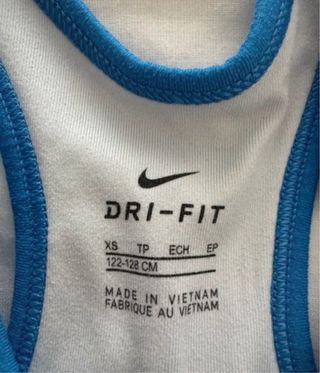 DRI-FIT
XS TP ECH EP
122-128 CM
MADE IN VIETNAM
FABRIQUE AU VIETNAM